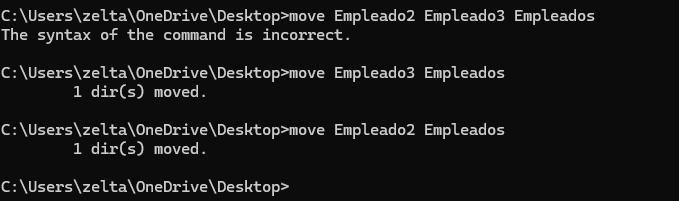 C:\Users\zelta\OneDrive\Desktop>move Empleado2 Empleado3 Empleados
The syntax of the command is incorrect.
C:\Users\zelta\OneDrive\Desktop>move Empleado3 Empleados
1 dir(s) moved.
C:\Users\zelta\OneDrive\Desktop>move Empleado2 Empleados
1 dir(s) moved.
C:\Users\zelta\OneDrive\Desktop>